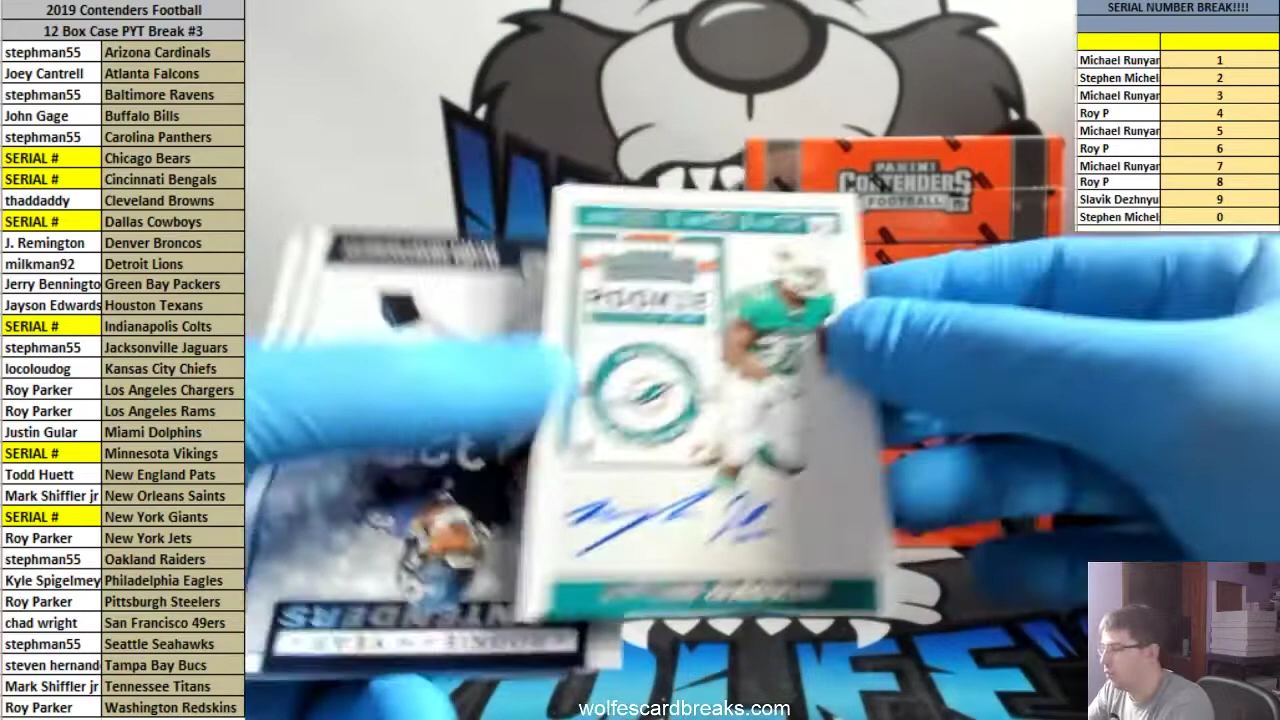 2019 Contenders Football
12 Box Case PYT Break #3
stephman55 Arizona Cardinals
Joey Cantrell Atlanta Falcons
stephman55 Baltimore Ravens
John Gage Buffalo Bills
stephman55 Carolina Panthers
SERIAL # Chicago Bears
SERIAL # Cincinnati Bengals
thaddaddy Cleveland Browns
SERIAL # Dallas Cowboys
J. Remington Denver Broncos
milkman92 Detroit Lions
Jerry Benningto Green Bay Packers
Jayson Edwards Houston Texans
SERIAL # Indianapolis Colts
stephman55 Jacksonville Jaguars
locoloudog Kansas City Chiefs
Roy Parker Los Angeles Chargers
Roy Parker Los Angeles Rams
Justin Gular Miami Dolphins
SERIAL # Minnesota Vikings
Todd Huett New England Pats
Mark Shiffler jr New Orleans Saints
SERIAL # New York Giants
Roy Parker New York Jets
stephman55 Oakland Raiders
Kyle Spigelmey Philadelphia Eagles
Roy Parker Pittsburgh Steelers
chad wright San Francisco 49ers
stephman55 Seattle Seahawks
steven hernand Tampa Bay Bucs
Mark Shiffler jr Tennessee Titans
Roy Parker Washington Redskins
PANINI
CONTENDERS
FOOTBALL
ROOKIE
SERIAL NUMBER BREAK!!!!
Michael Runyar 1
Stephen Michel 2
Michael Runyar 3
Roy P 4
Michael Runyar 5
Roy P 6
Michael Runyar 7
Roy P 8
Slavik Dezhnyu 9
Stephen Michel 0
wolfescardbreaks.com